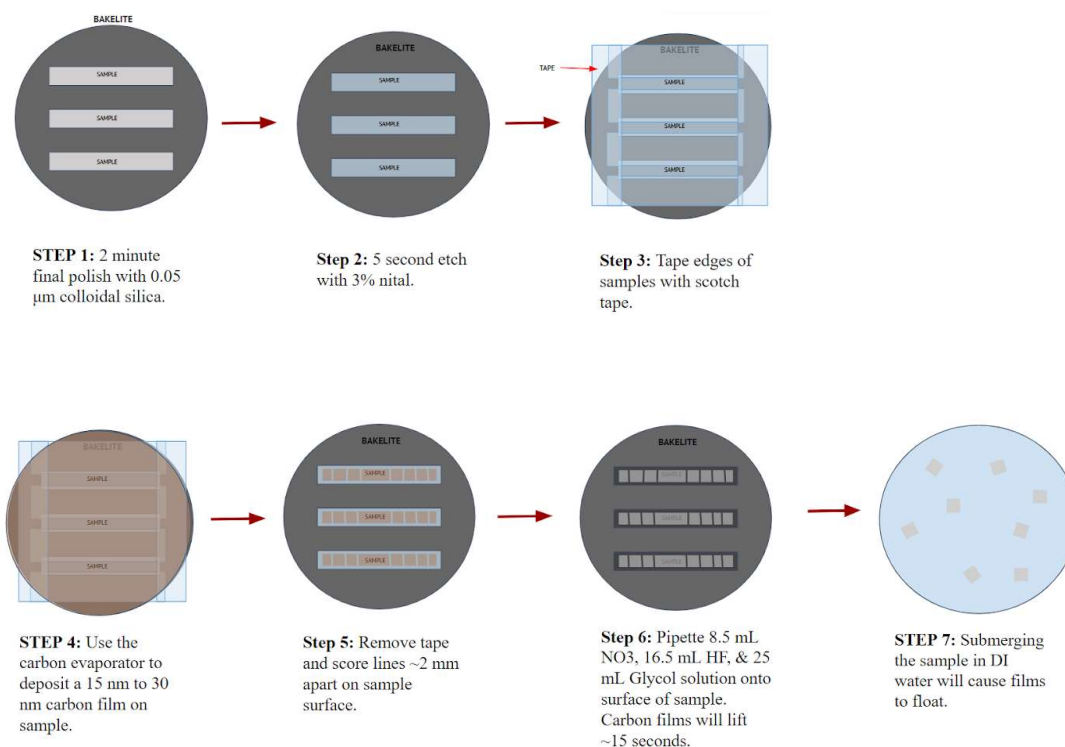 BAKELITE
SAMPLE
SAMPLE
SAMPLE
STEP 1: 2 minute
final polish with 0.05
μm colloidal silica.
BAKELITE
SAMPLE
SAMPLE
SAMPLE
Step 2: 5 second etch
with 3% nital.
TAPE
BAKELITE
SAMPLE
SAMPLE
SAMPLE
Step 3: Tape edges of
samples with scotch
tape.
BAKELITE
SAMPLE
SAMPLE
SAMPLE
STEP 4: Use the
carbon evaporator to
deposit a 15 nm to 30
nm carbon film on
sample.
BAKELITE
SAMPLE
SAMPLE
SAMPLE
Step 5: Remove tape
and score lines ~2 mm
apart on sample
surface.
BAKELITE
SAMPLE
SAMPLE
SAMPLE
Step 6: Pipette 8.5 mL
NO3, 16.5 mL HF, & 25
mL Glycol solution onto
surface of sample.
Carbon films will lift
~15 seconds.
STEP 7: Submerging
the sample in DI
water will cause films
to float.